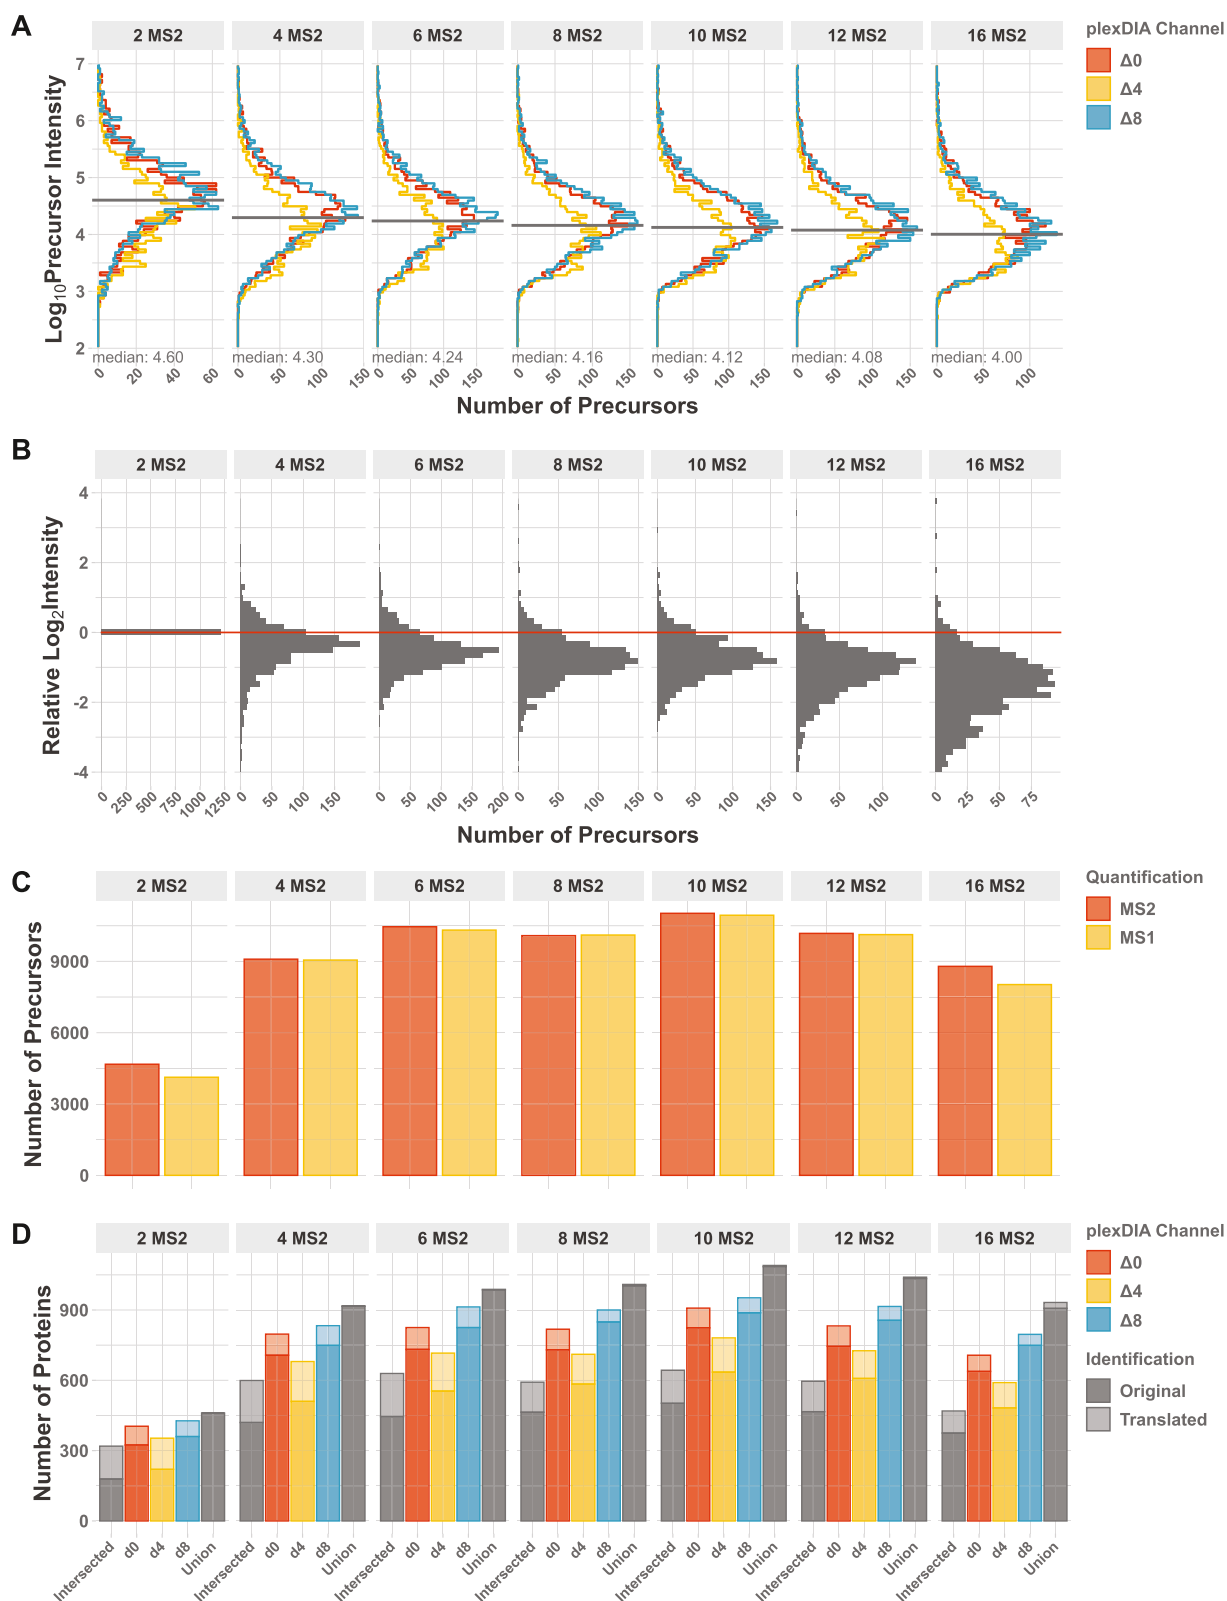 A
2 MS2 4 MS2 6 MS2 8 MS2 10 MS2 12 MS2 16 MS2
plexDIA Channel
Δ0
Δ4
Δ8
Log10Precursor Intensity
7
6
5
4
3
2
median: 4.60 median: 4.30 median: 4.24 median: 4.16 median: 4.12 median: 4.08 median: 4.00
0 20 40 60 0 50 100 150 0 50 100 150 0 50 100 150 0 50 100 150 0 50 100 150 0 50 100
Number of Precursors
B
2 MS2 4 MS2 6 MS2 8 MS2 10 MS2 12 MS2 16 MS2
Relative Log2Intensity
4
2
0
-2
-4
0 250 500 750 1000 1250 0 50 100 150 0 50 100 150 200 0 50 100 150 0 50 100 150 0 50 100 0 25 50 75
Number of Precursors
C
2 MS2 4 MS2 6 MS2 8 MS2 10 MS2 12 MS2 16 MS2
Quantification
MS2
MS1
Number of Precursors
9000
6000
3000
0
D
2 MS2 4 MS2 6 MS2 8 MS2 10 MS2 12 MS2 16 MS2
plexDIA Channel
Δ0
Δ4
Δ8
Identification
Original
Translated
Number of Proteins
900
600
300
0
Intersected d0 d4 d8 Union Intersected d0 d4 d8 Union Intersected d0 d4 d8 Union Intersected d0 d4 d8 Union Intersected d0 d4 d8 Union Intersected d0 d4 d8 Union Intersected d0 d4 d8 Union